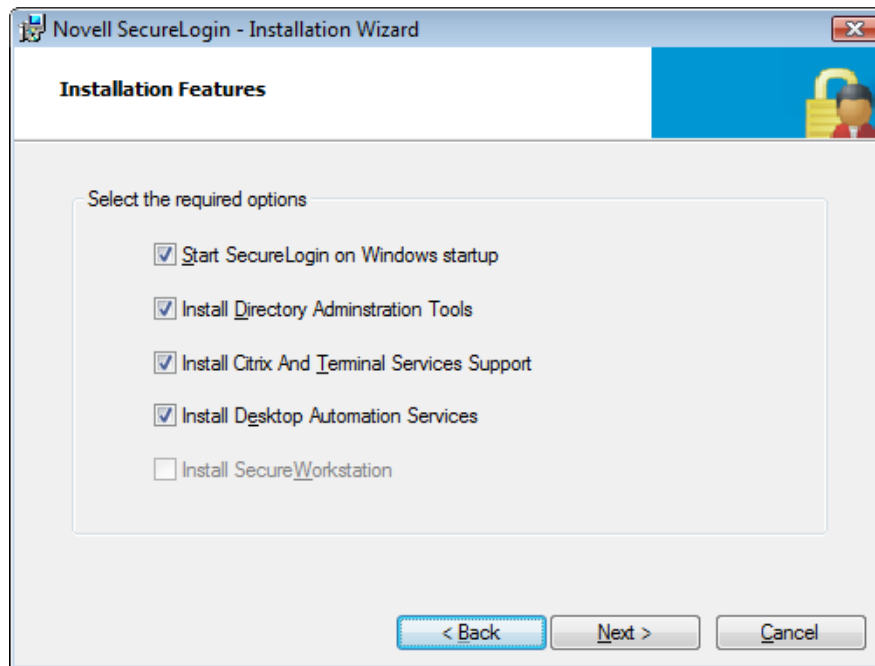 Novell SecureLogin - Installation Wizard
Installation Features
Select the required options
Start SecureLogin on Windows startup
Install Directory Adminstration Tools
Install Citrix And Terminal Services Support
Install Desktop Automation Services
Install SecureWorkstation
< Back
Next >
Cancel